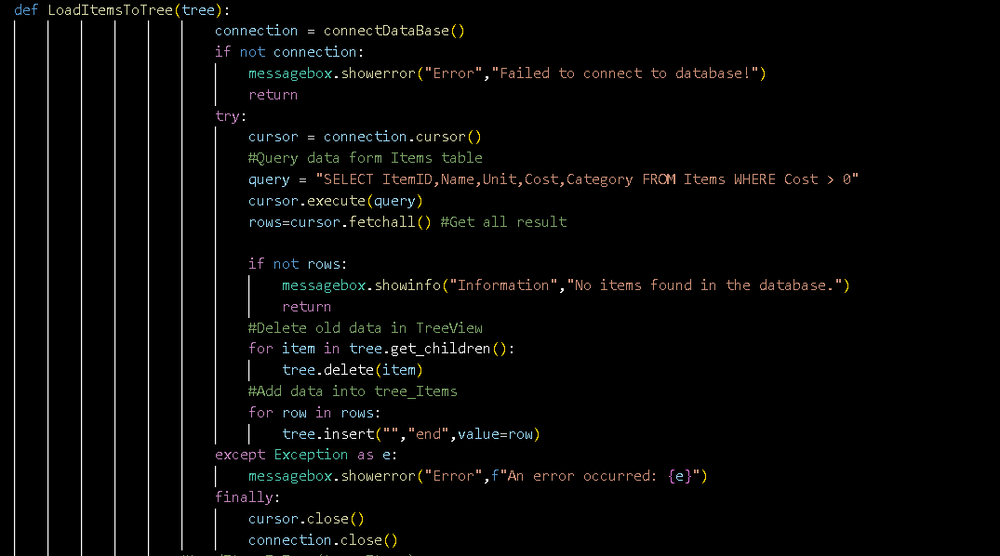 def LoadItemsToTree(tree):
connection = connectDataBase()
if not connection:
messagebox.showerror("Error","Failed to connect to database!")
return
try:
cursor = connection.cursor()
#Query data form Items table
query = "SELECT ItemID,Name,Unit,Cost,Category FROM Items WHERE Cost > 0"
cursor.execute(query)
rows=cursor.fetchall() #Get all result
if not rows:
messagebox.showinfo("Information","No items found in the database.")
return
#Delete old data in TreeView
for item in tree.get_children():
tree.delete(item)
#Add data into tree_Items
for row in rows:
tree.insert("","end",value=row)
except Exception as e:
messagebox.showerror("Error",f"An error occurred: {e}")
finally:
cursor.close()
connection.close()